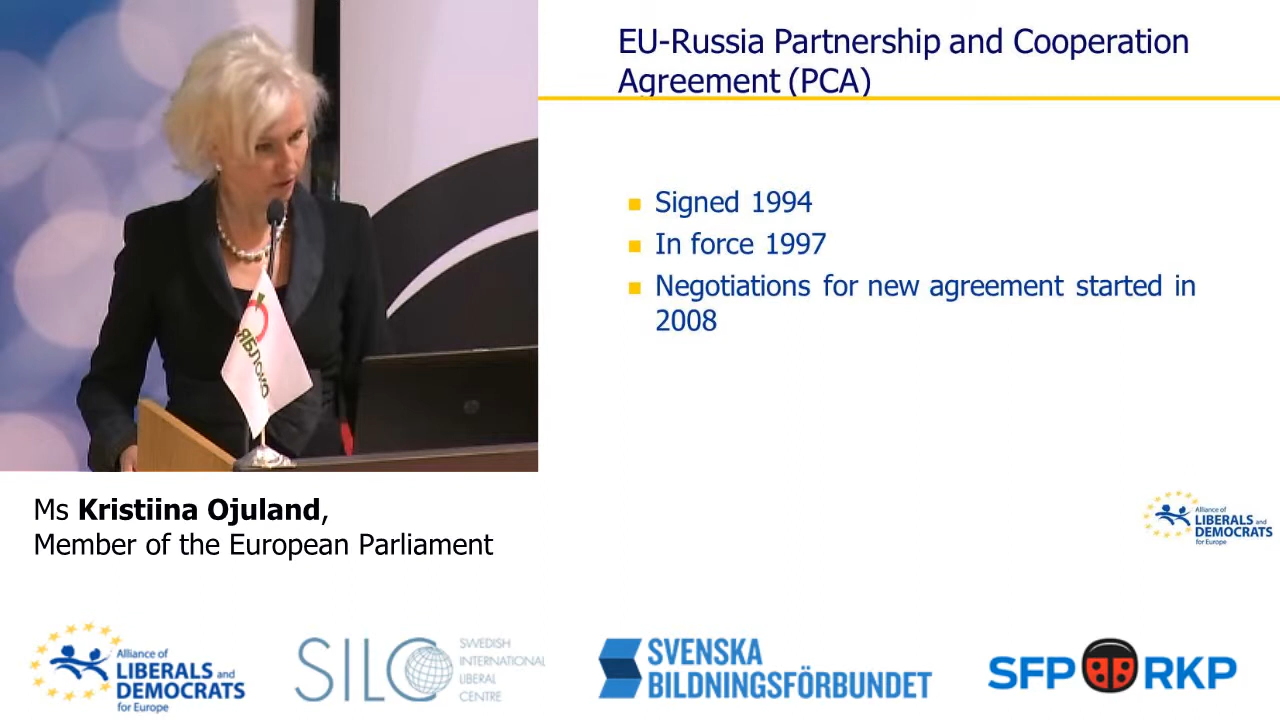 EU-Russia Partnership and Cooperation
Agreement (PCA)
Signed 1994
In force 1997
Negotiations for new agreement started in
2008
ЯБЛОКО
Ms Kristiina Ojuland,
Member of the European Parliament
Alliance of
LIBERALS and
DEMOCRATS
for Europe
Alliance of
LIBERALS and
DEMOCRATS
for Europe
SILC
SWEDISH
INTERNATIONAL
LIBERAL
CENTRE
SVENSKA
BILDNINGSFÖRBUNDET
SFP RKP